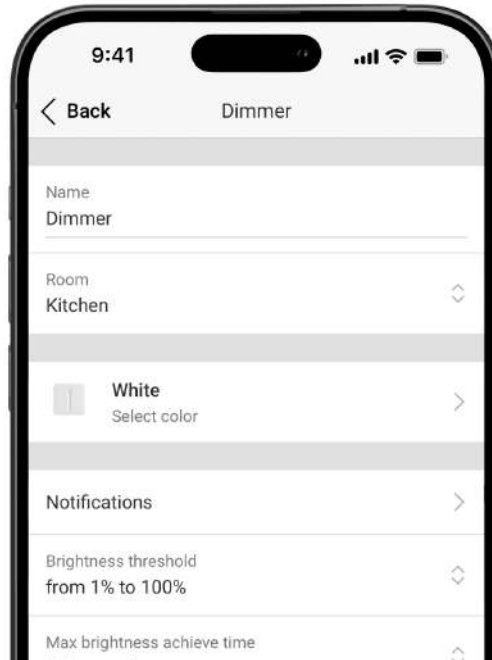 9:41
Back
Dimmer
Name
Dimmer
Room
Kitchen
White
Select color
Notifications
Brightness threshold
from 1% to 100%
Max brightness achieve time